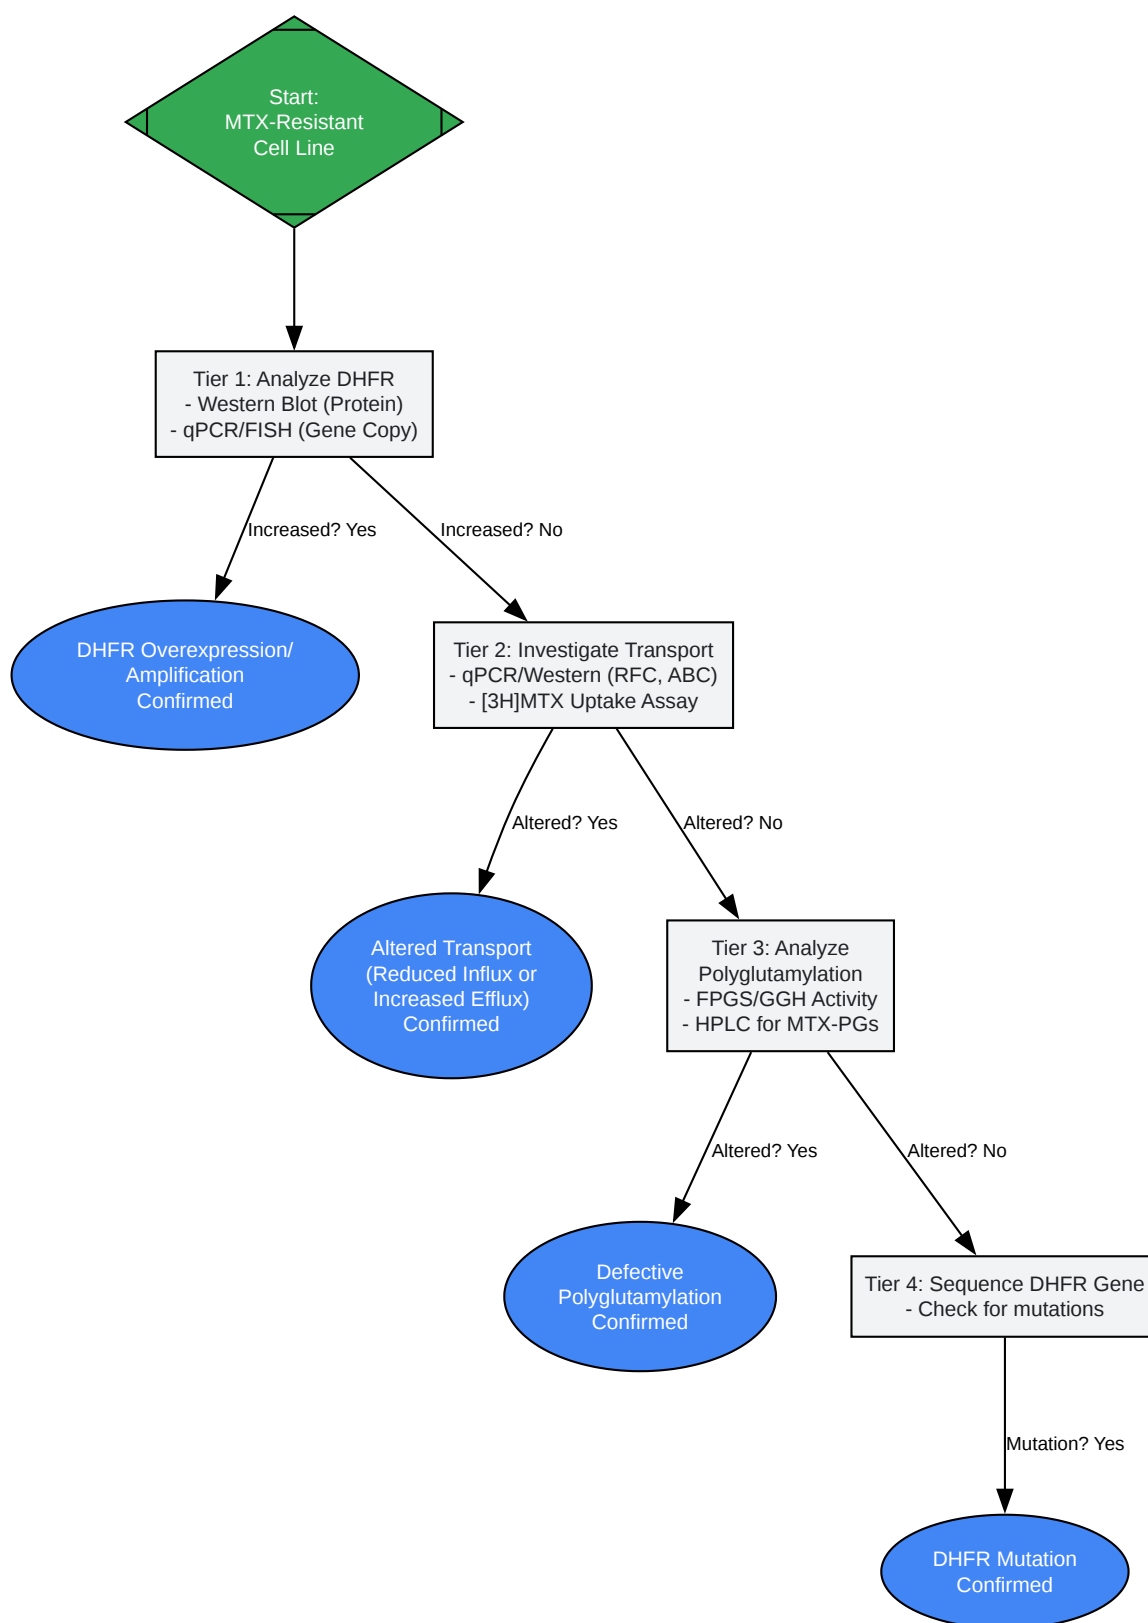 Start:
MTX-Resistant
Cell Line
Tier 1: Analyze DHFR
- Western Blot (Protein)
- qPCR/FISH (Gene Copy)
Increased? Yes
Increased? No
DHFR Overexpression/
Amplification
Confirmed
Tier 2: Investigate Transport
- qPCR/Western (RFC, ABC)
- [3H]MTX Uptake Assay
Altered? Yes
Altered? No
Altered Transport
(Reduced Influx or
Increased Efflux)
Confirmed
Tier 3: Analyze
Polyglutamylation
- FPGS/GGH Activity
- HPLC for MTX-PGs
Altered? Yes
Altered? No
Defective
Polyglutamylation
Confirmed
Tier 4: Sequence DHFR Gene
- Check for mutations
Mutation? Yes
DHFR Mutation
Confirmed